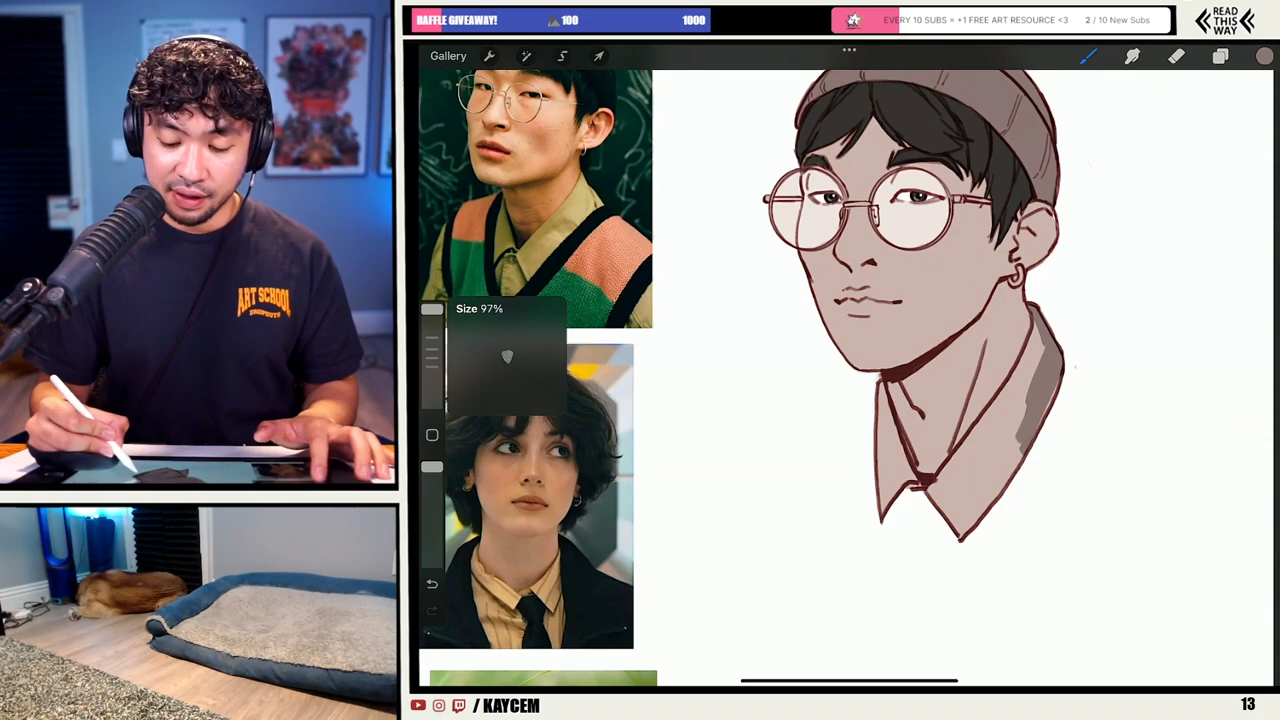 RAFFLE GIVEAWAY! 100 1000
EVERY 10 SUBS = +1 FREE ART RESOURCE <3 2 / 10 New Subs
READ
THIS
WAY
Gallery
Size 97%
ART SCHOOL
DROPOUTS
/ KAYCEM
13